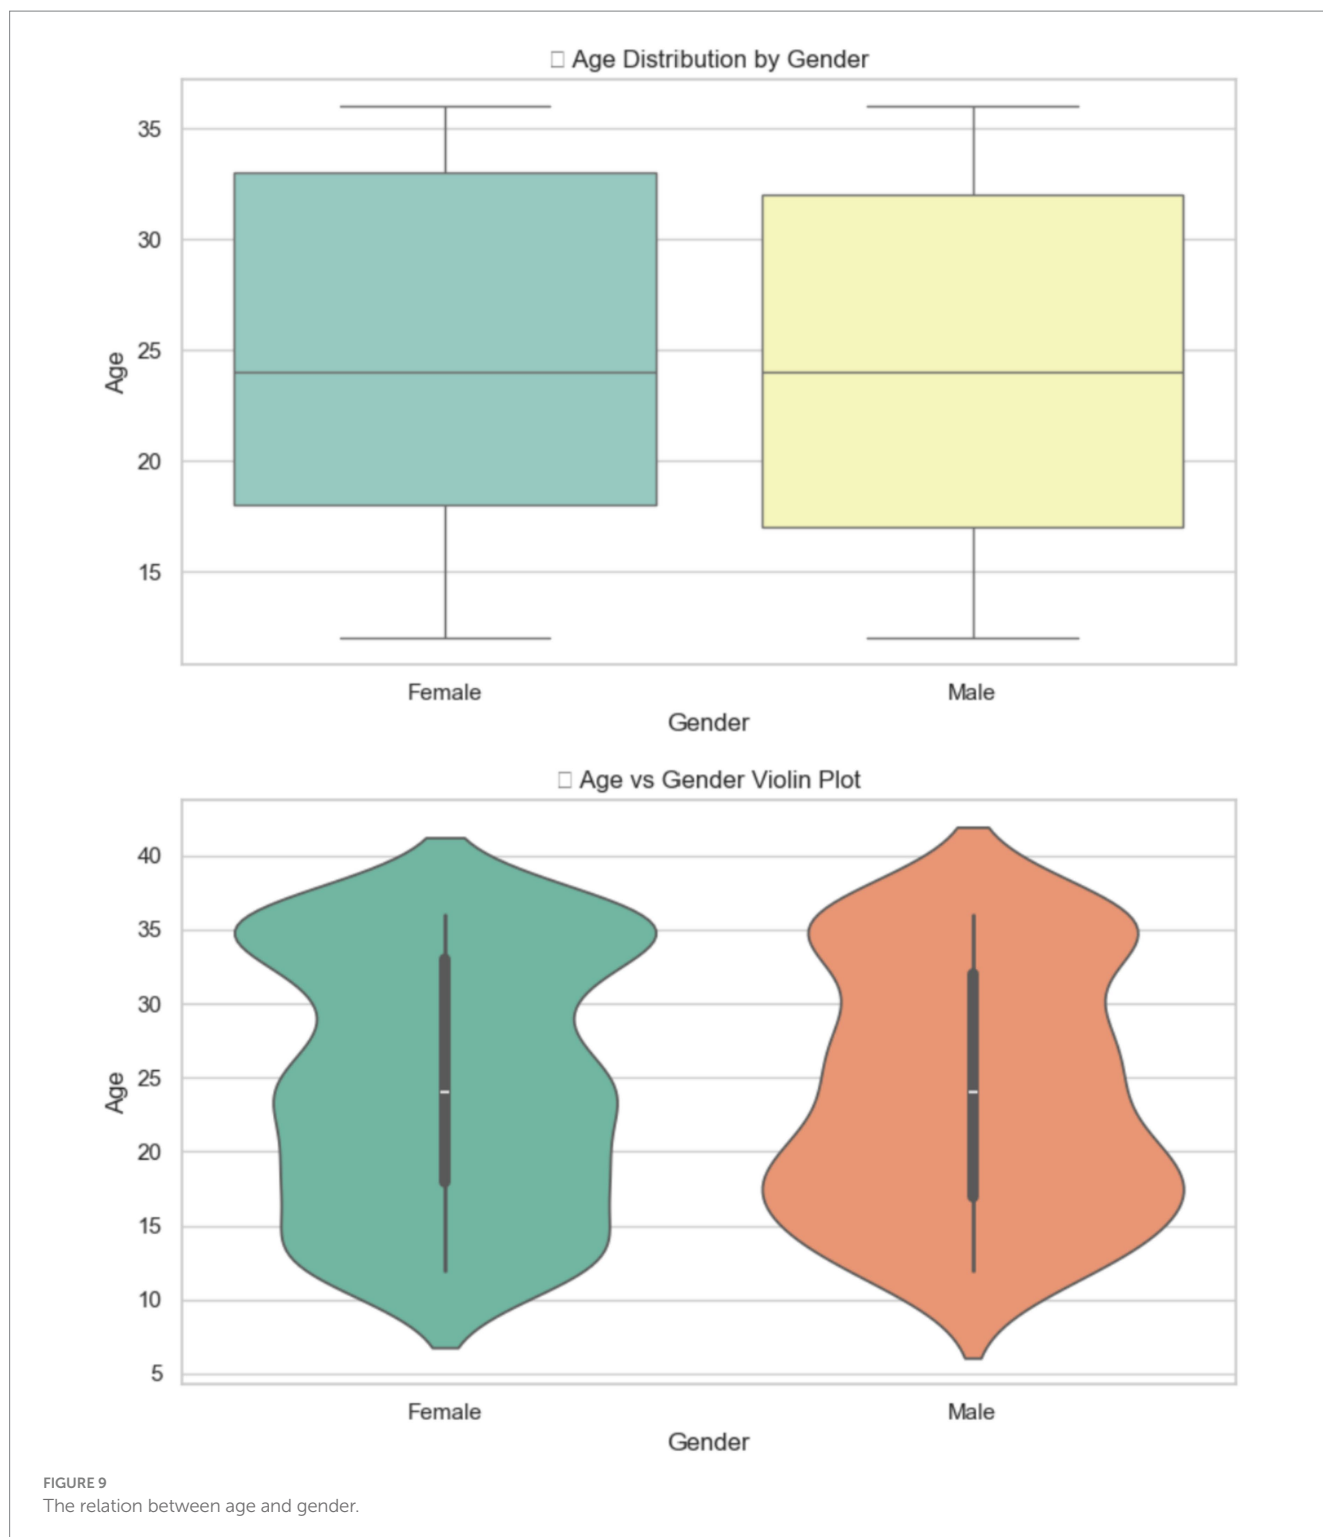 □ Age Distribution by Gender
35
30
25
20
15
Age
Female Male
Gender
□ Age vs Gender Violin Plot
40
35
30
25
20
15
10
5
Age
Female Male
Gender
FIGURE 9
The relation between age and gender.